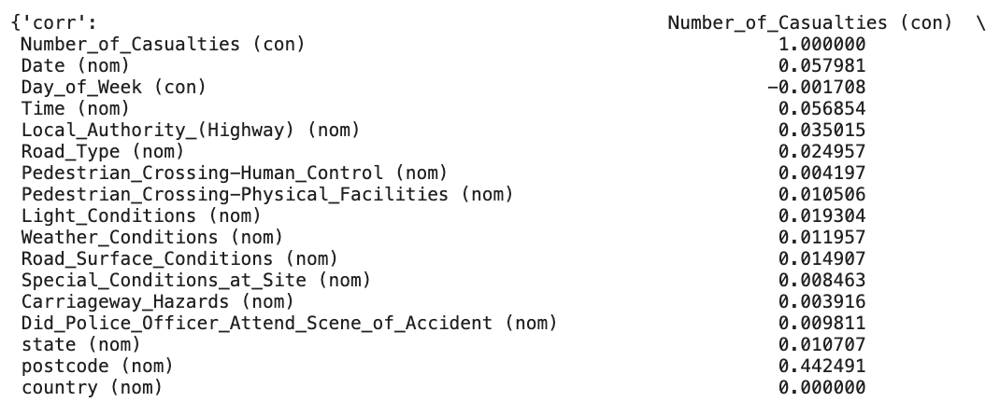 {'corr': Number_of_Casualties (con) \
Number_of_Casualties (con) 1.000000
Date (nom) 0.057981
Day_of_Week (con) −0.001708
Time (nom) 0.056854
Local_Authority_(Highway) (nom) 0.035015
Road_Type (nom) 0.024957
Pedestrian_Crossing−Human_Control (nom) 0.004197
Pedestrian_Crossing−Physical_Facilities (nom) 0.010506
Light_Conditions (nom) 0.019304
Weather_Conditions (nom) 0.011957
Road_Surface_Conditions (nom) 0.014907
Special_Conditions_at_Site (nom) 0.008463
Carriageway_Hazards (nom) 0.003916
Did_Police_Officer_Attend_Scene_of_Accident (nom) 0.009811
state (nom) 0.010707
postcode (nom) 0.442491
country (nom) 0.000000